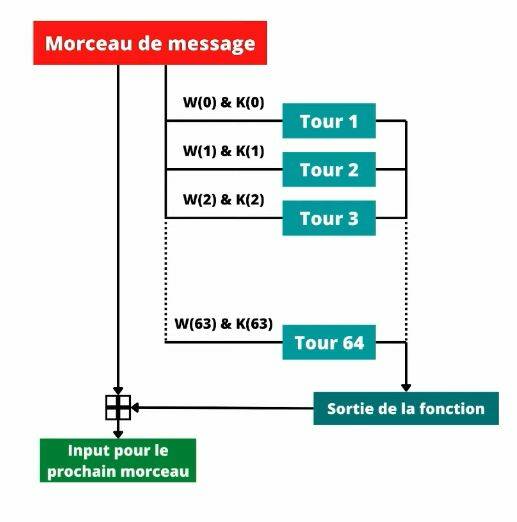 Morceau de message
W(0) & K(0)
Tour 1
W(1) & K(1)
Tour 2
W(2) & K(2)
Tour 3
W(63) & K(63)
Tour 64
Sortie de la fonction
Input pour le
prochain morceau